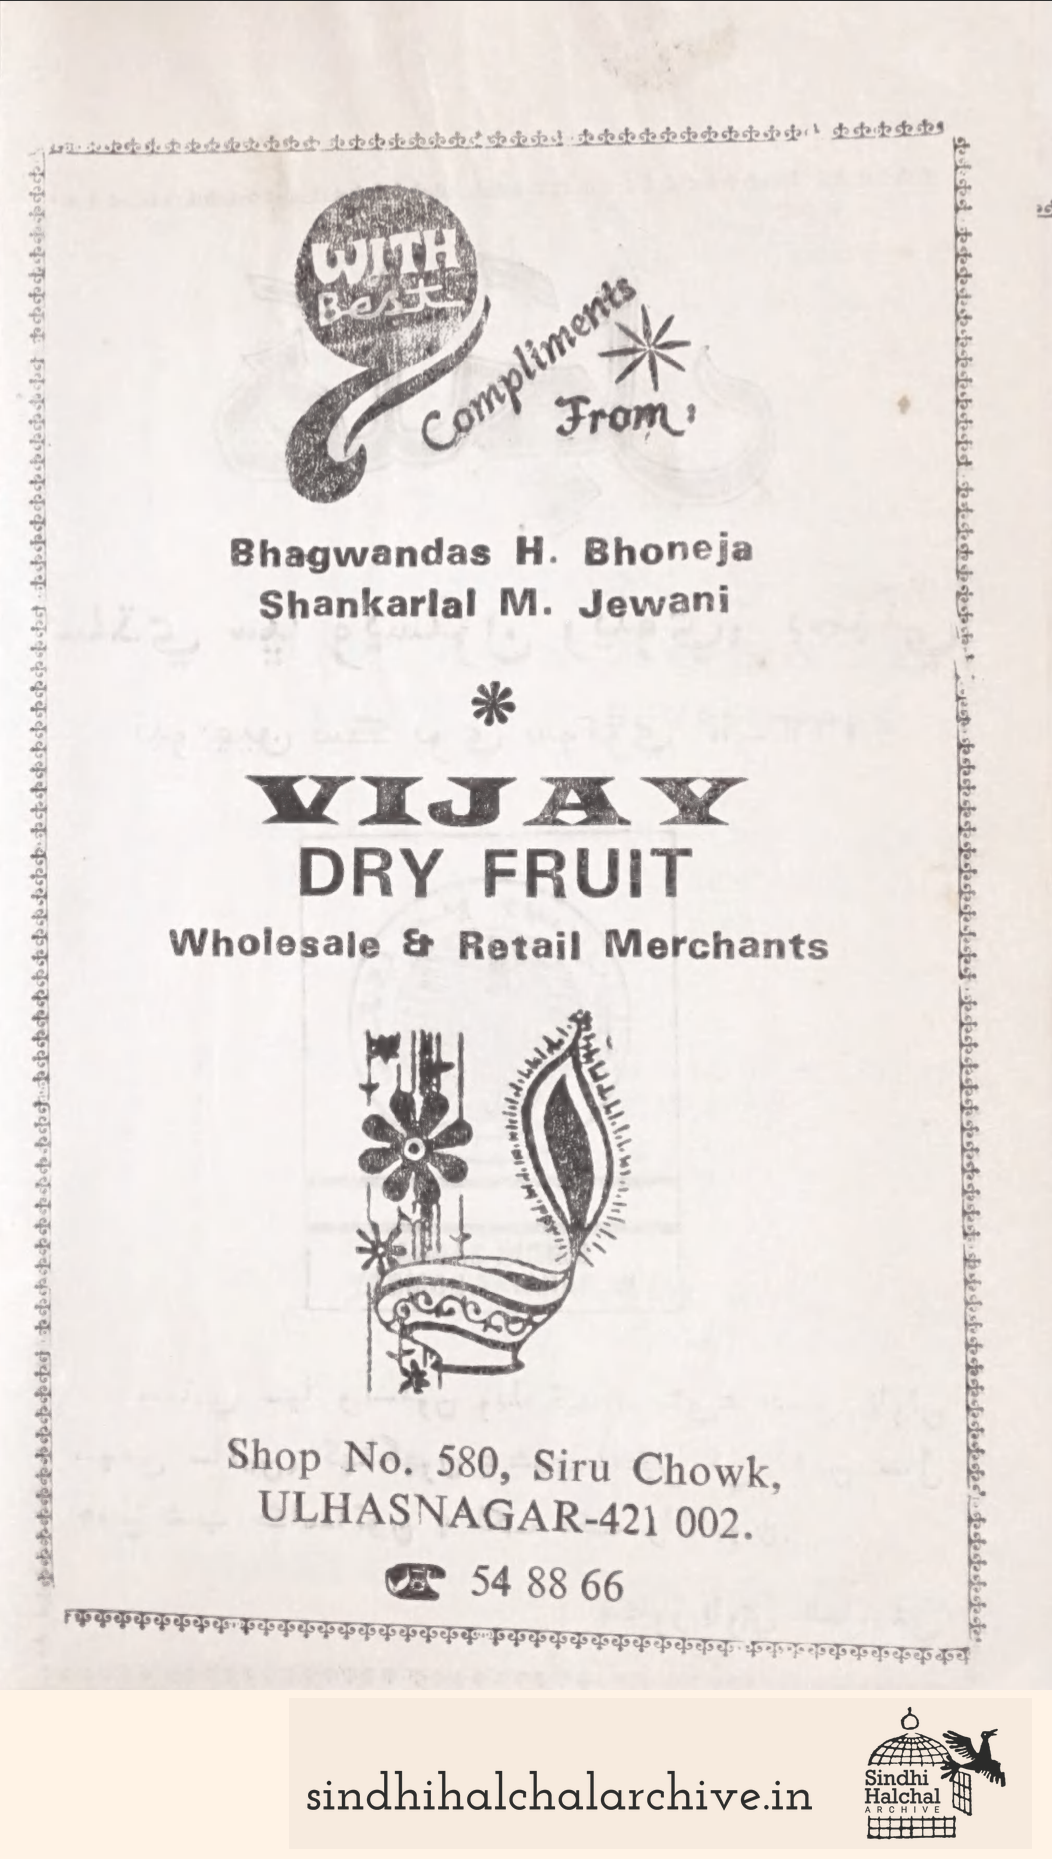 WITH
Best
Compliments
From:
Bhagwandas H. Bhoneja
Shankarlal M. Jewani
VIJAY
DRY FRUIT
Wholesale & Retail Merchants
Shop No. 580, Siru Chowk,
ULHASNAGAR-421 002.
54 88 66
sindhihalchalarchive.in
Sindhi
Halchal
ARCHIVE